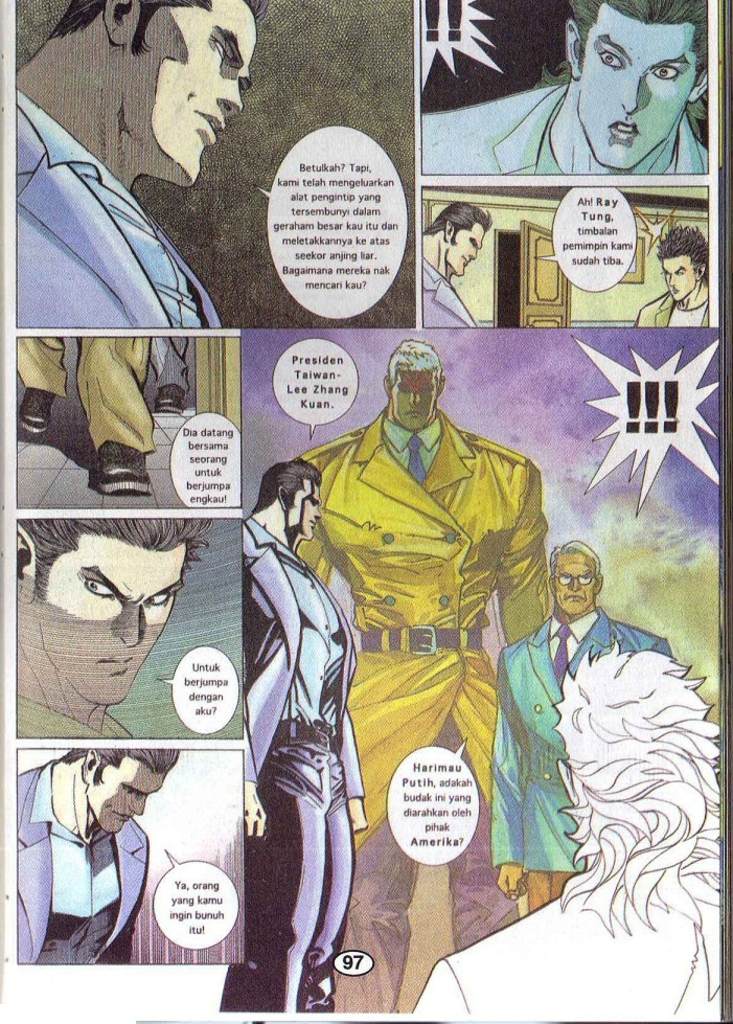 Betulkah? Tapi,
kami telah mengeluarkan
alat pengintip yang
tersembunyi dalam
geraham besar kau itu dan
meletakkannya ke atas
seekor anjing liar.
Bagaimana mereka nak
mencari kau?
!!
Ah! Ray
Tung,
timbalan
pemimpin kami
sudah tiba.
Dia datang
bersama
seorang
untuk
berjumpa
engkau!
Untuk
berjumpa
dengan
aku?
Ya, orang
yang kamu
ingin bunuh
itu!
Presiden
Taiwan-
Lee Zhang
Kuan.
!!!
Harimau
Putih, adakah
budak ini yang
diarahkan oleh
pihak
Amerika?
97